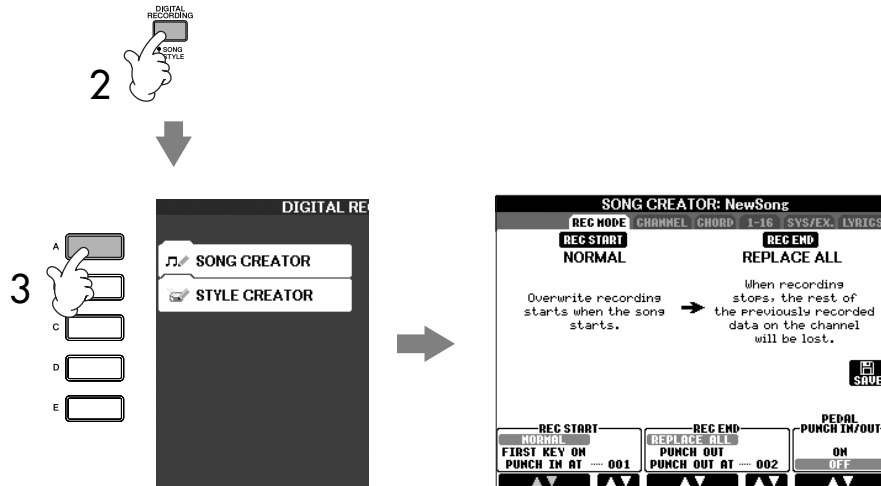 DIGITAL
RECORDING
SONG
STYLE
2
3
A
C
D
E
DIGITAL RE
SONG CREATOR
STYLE CREATOR
SONG CREATOR: NewSong
REC MODE CHANNEL CHORD 1-16 SYS/EX. LYRICS
REC START
NORMAL
Overwrite recording
starts when the song
starts.
REC END
REPLACE ALL
When recording
stops, the rest of
the previously recorded
data on the channel
will be lost.
SAVE
REC START
NORMAL
FIRST KEY ON
PUNCH IN AT ····· 001
REC END
REPLACE ALL
PUNCH OUT
PUNCH OUT AT ····· 002
PEDAL
PUNCH IN/OUT
ON
OFF